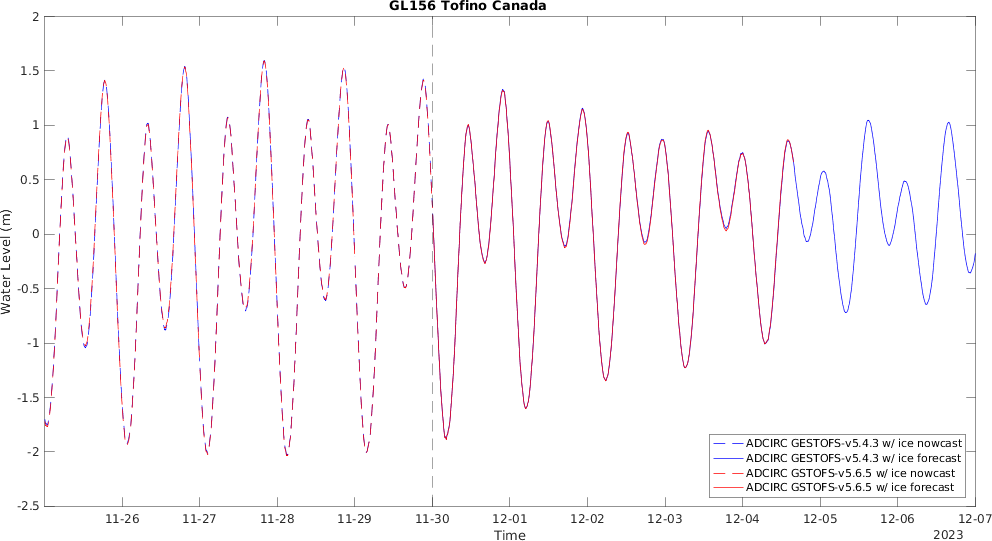 GL156 Tofino Canada
2
1.5
1
0.5
0
-0.5
-1
-1.5
-2
-2.5
Water Level (m)
11-26 11-27 11-28 11-29 11-30 12-01 12-02 12-03 12-04 12-05 12-06 12-07
Time
2023
ADCIRC GESTOFS-v5.4.3 w/ ice nowcast
ADCIRC GESTOFS-v5.4.3 w/ ice forecast
ADCIRC GSTOFS-v5.6.5 w/ ice nowcast
ADCIRC GSTOFS-v5.6.5 w/ ice forecast